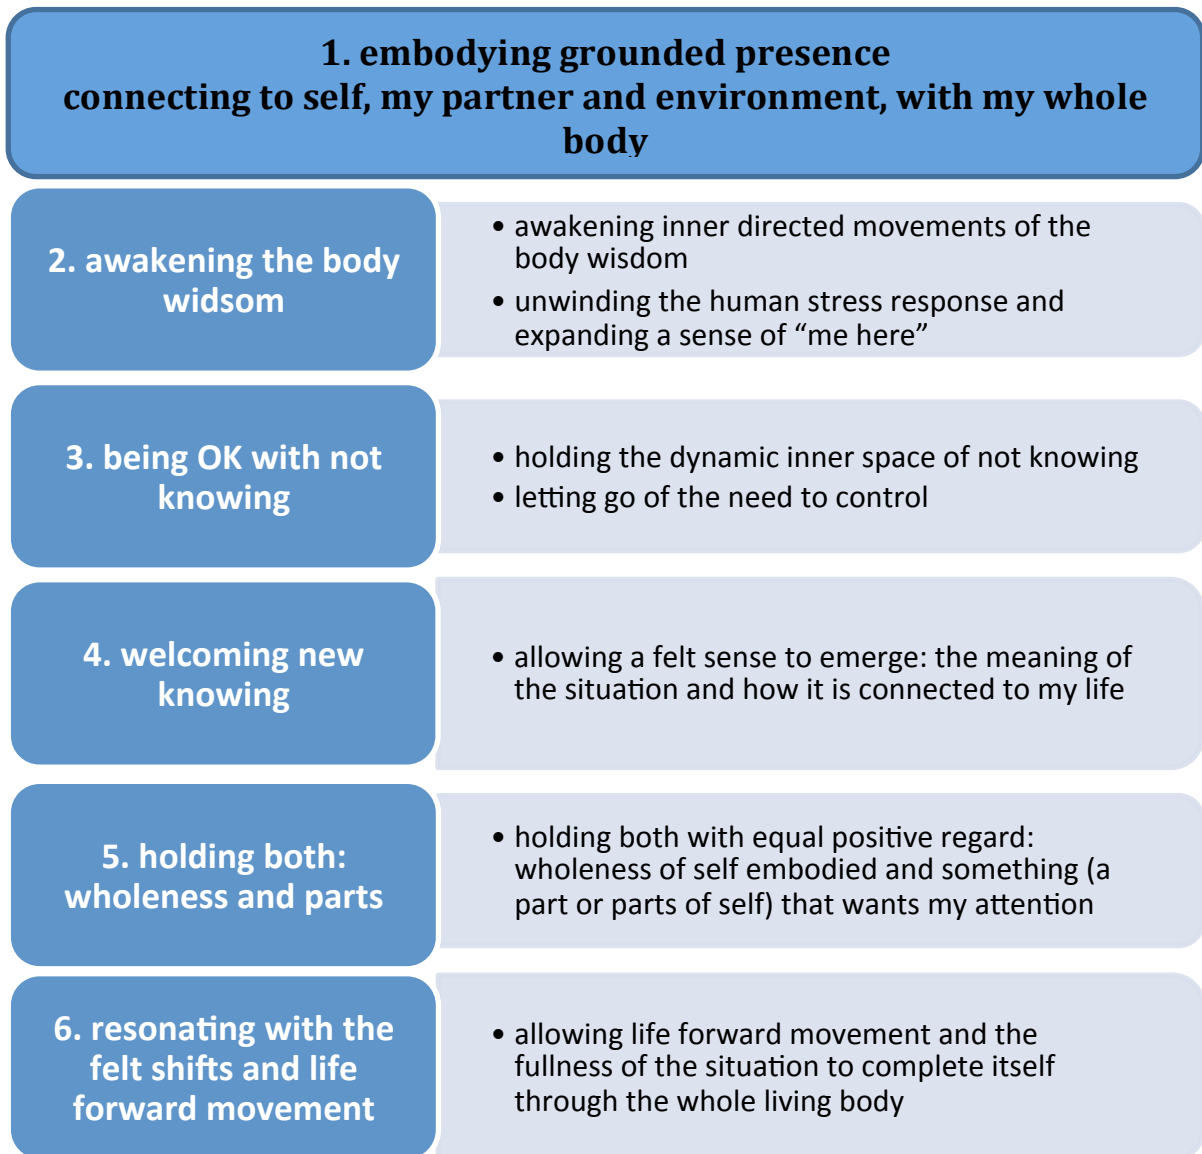 1. embodying grounded presence
connecting to self, my partner and environment, with my whole
body
2. awakening the body
widsom
• awakening inner directed movements of the
body wisdom
• unwinding the human stress response and
expanding a sense of “me here”
3. being OK with not
knowing
• holding the dynamic inner space of not knowing
• letting go of the need to control
4. welcoming new
knowing
• allowing a felt sense to emerge: the meaning of
the situation and how it is connected to my life
5. holding both:
wholeness and parts
• holding both with equal positive regard:
wholeness of self embodied and something (a
part or parts of self) that wants my attention
6. resonating with the
felt shifts and life
forward movement
• allowing life forward movement and the
fullness of the situation to complete itself
through the whole living body